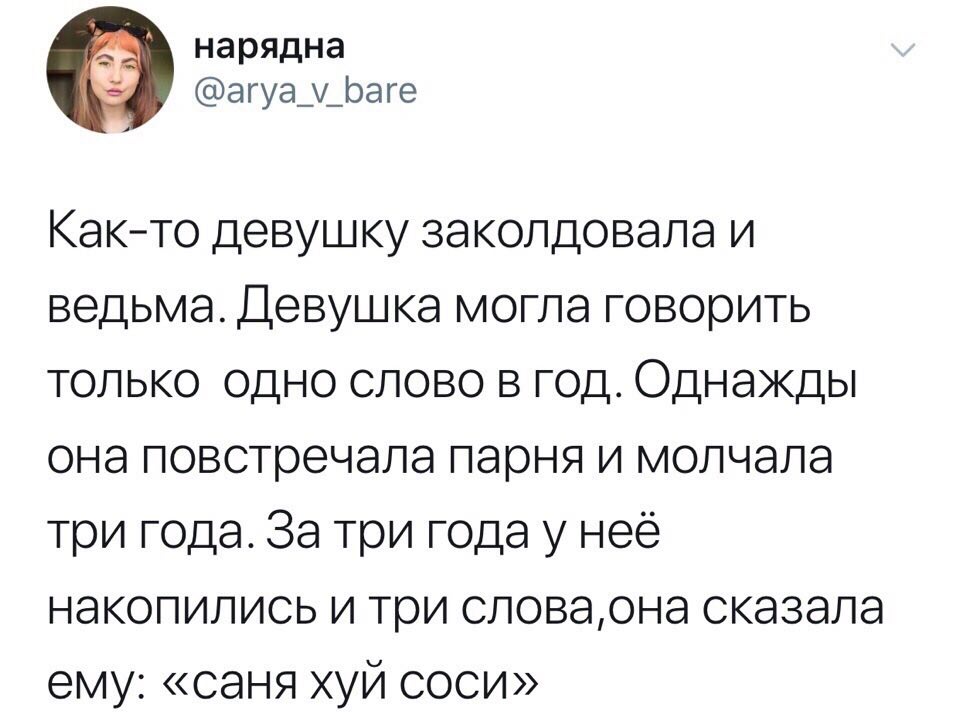 нарядна
@arya_v_bare
Как-то девушку заколдовала и
ведьма. Девушка могла говорить
только  одно слово в год. Однажды
она повстречала парня и молчала
три года. За три года у неё
накопились и три слова,она сказала
ему: «саня хуй соси»